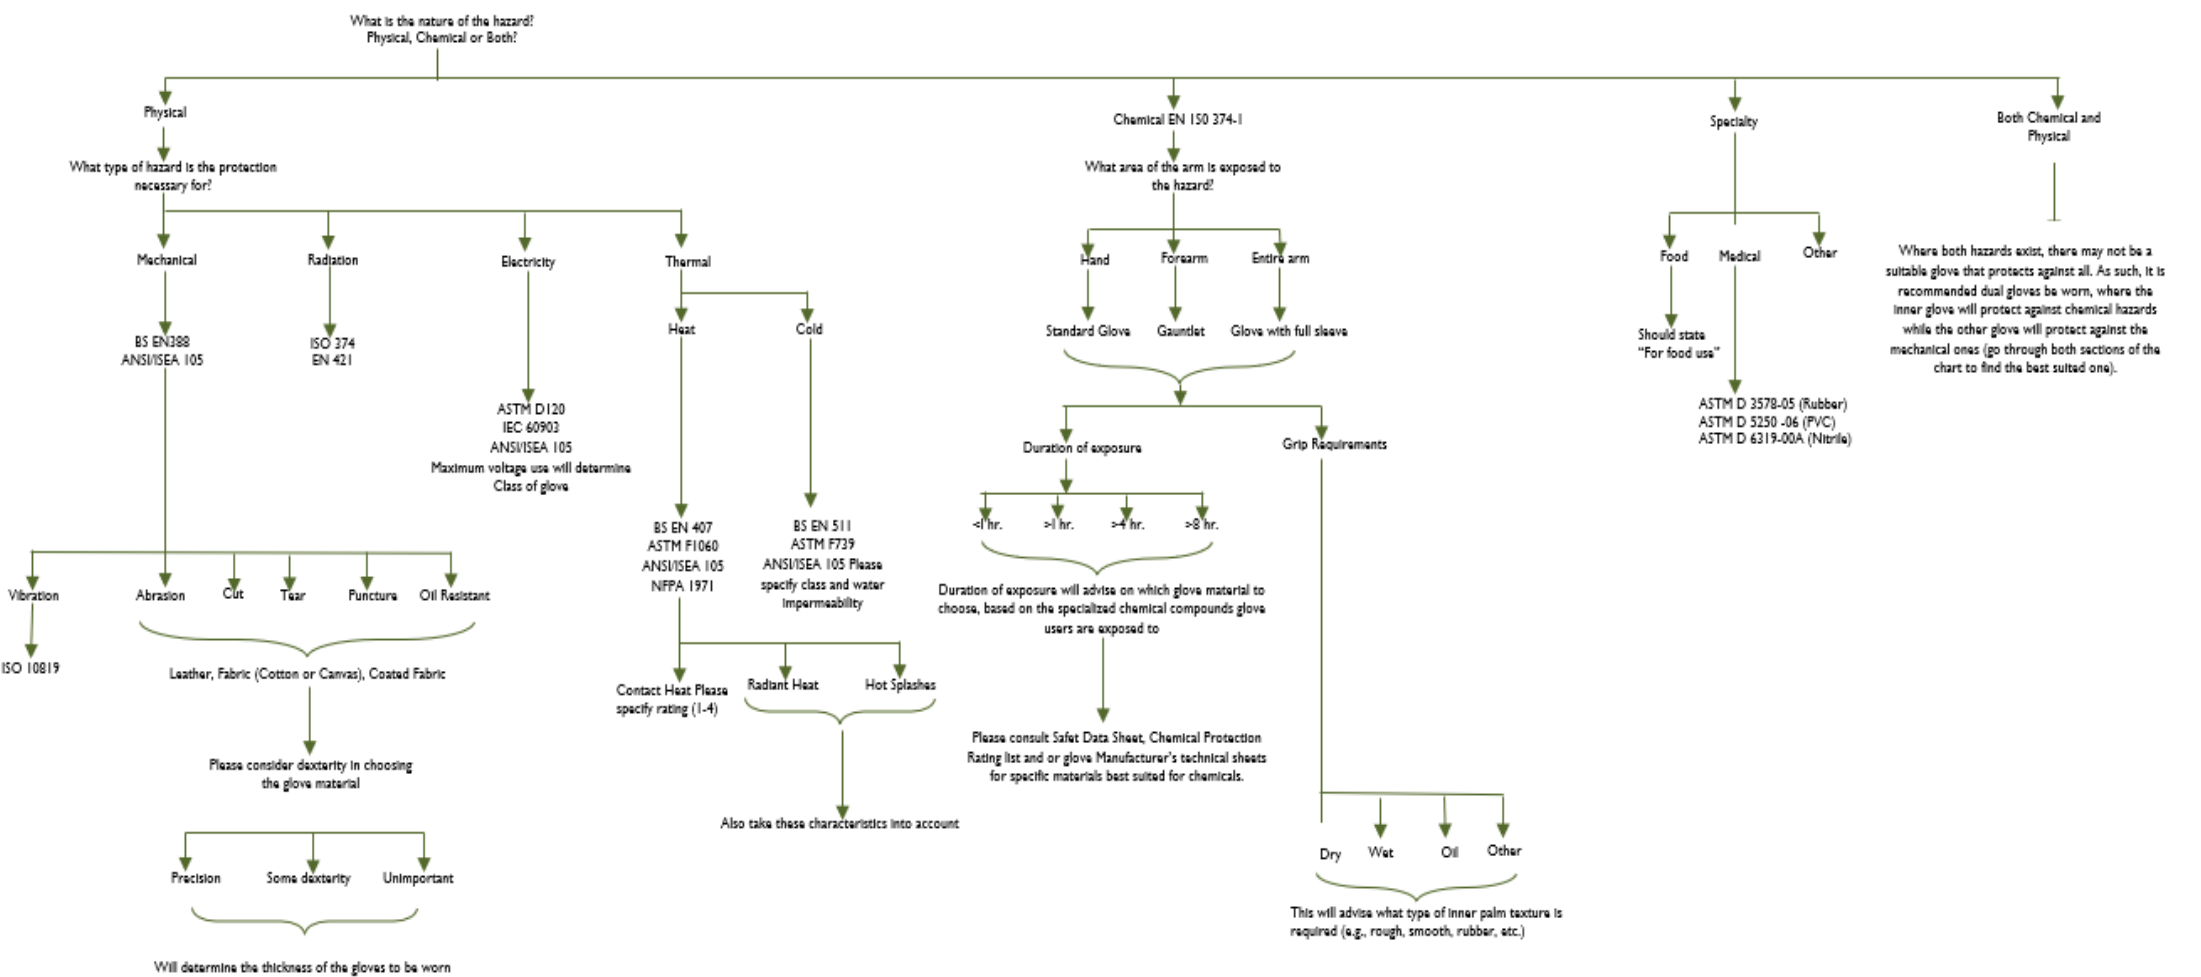 What is the nature of the hazard?
Physical, Chemical or Both?
Physical
What type of hazard is the protection
necessary for?
Mechanical
Radiation
Electricity
Thermal
BS EN388
ANSI/ISEA 105
ISO 374
EN 421
ASTM D120
IEC 60903
ANSI/ISEA 105
Maximum voltage use will determine
Class of glove
Heat
Cold
BS EN 407
ASTM F1060
ANSI/ISEA 105
NFPA 1971
BS EN 511
ASTM F739
ANSI/ISEA 105 Please
specify class and water
impermeability
Vibration
Abrasion
Cut
Tear
Puncture
Oil Resistant
ISO 10819
Leather, Fabric (Cotton or Canvas), Coated Fabric
Please consider dexterity in choosing
the glove material
Precision
Some dexterity
Unimportant
Will determine the thickness of the gloves to be worn
Contact Heat Please
specify rating (1-4)
Radiant Heat
Hot Splashes
Also take these characteristics into account
Chemical EN ISO 374-1
What area of the arm is exposed to
the hazard?
Hand
Forearm
Entire arm
Standard Glove
Gauntlet
Glove with full sleeve
Duration of exposure
Grip Requirements
<1 hr.
>1 hr.
>4 hr.
>8 hr.
Duration of exposure will advise on which glove material to
choose, based on the specialized chemical compounds glove
users are exposed to
Please consult Safet Data Sheet, Chemical Protection
Rating list and or glove Manufacturer's technical sheets
for specific materials best suited for chemicals.
Dry
Wet
Oil
Other
This will advise what type of inner palm texture is
required (e.g., rough, smooth, rubber, etc.)
Specialty
Food
Medical
Other
Should state
"For food use"
ASTM D 3578-05 (Rubber)
ASTM D 5250 -06 (PVC)
ASTM D 6319-00A (Nitrile)
Both Chemical and
Physical
Where both hazards exist, there may not be a
suitable glove that protects against all. As such, it is
recommended dual gloves be worn, where the
inner glove will protect against chemical hazards
while the other glove will protect against the
mechanical ones (go through both sections of the
chart to find the best suited one).